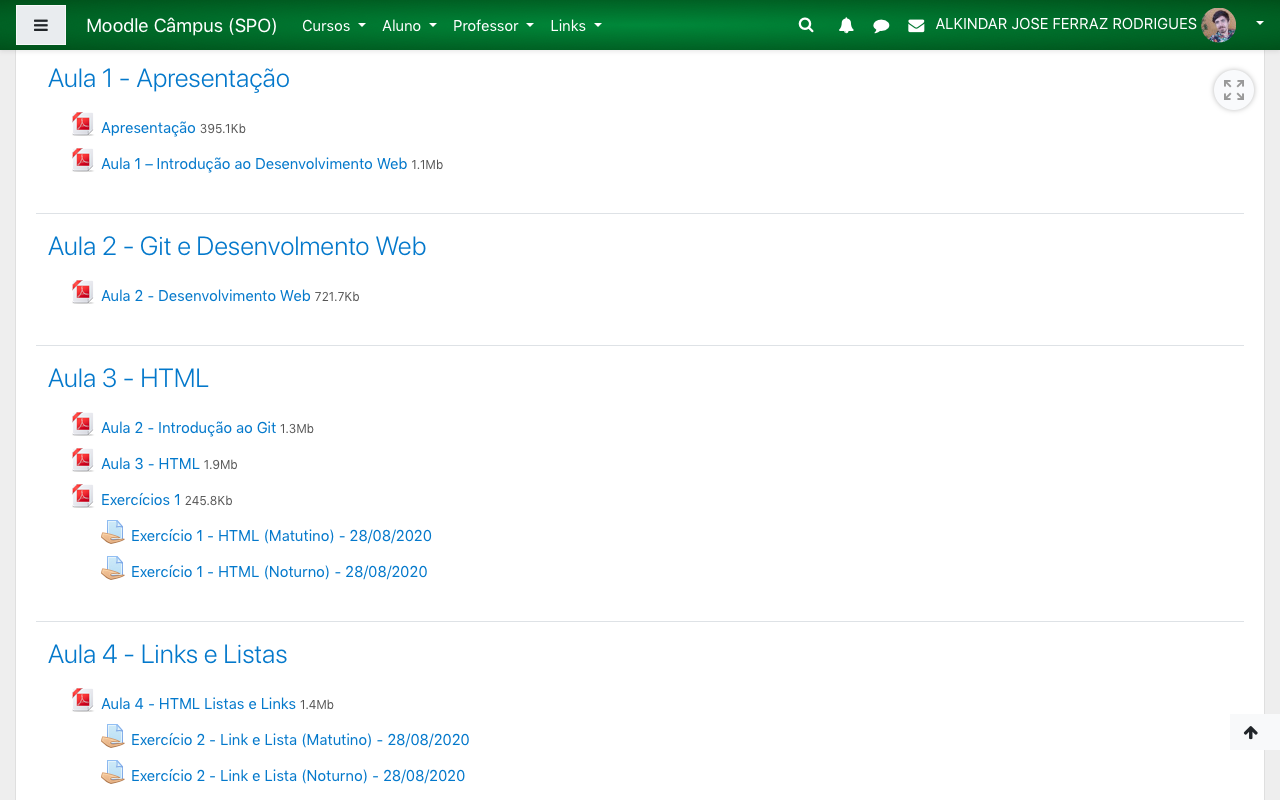 Moodle Câmpus (SPO) Cursos Aluno Professor Links ALKINDAR JOSE FERRAZ RODRIGUES
Aula 1 - Apresentação
Apresentação 395.1Kb
Aula 1 – Introdução ao Desenvolvimento Web 1.1Mb
Aula 2 - Git e Desenvolmento Web
Aula 2 - Desenvolvimento Web 721.7Kb
Aula 3 - HTML
Aula 2 - Introdução ao Git 1.3Mb
Aula 3 - HTML 1.9Mb
Exercícios 1 245.8Kb
Exercício 1 - HTML (Matutino) - 28/08/2020
Exercício 1 - HTML (Noturno) - 28/08/2020
Aula 4 - Links e Listas
Aula 4 - HTML Listas e Links 1.4Mb
Exercício 2 - Link e Lista (Matutino) - 28/08/2020
Exercício 2 - Link e Lista (Noturno) - 28/08/2020